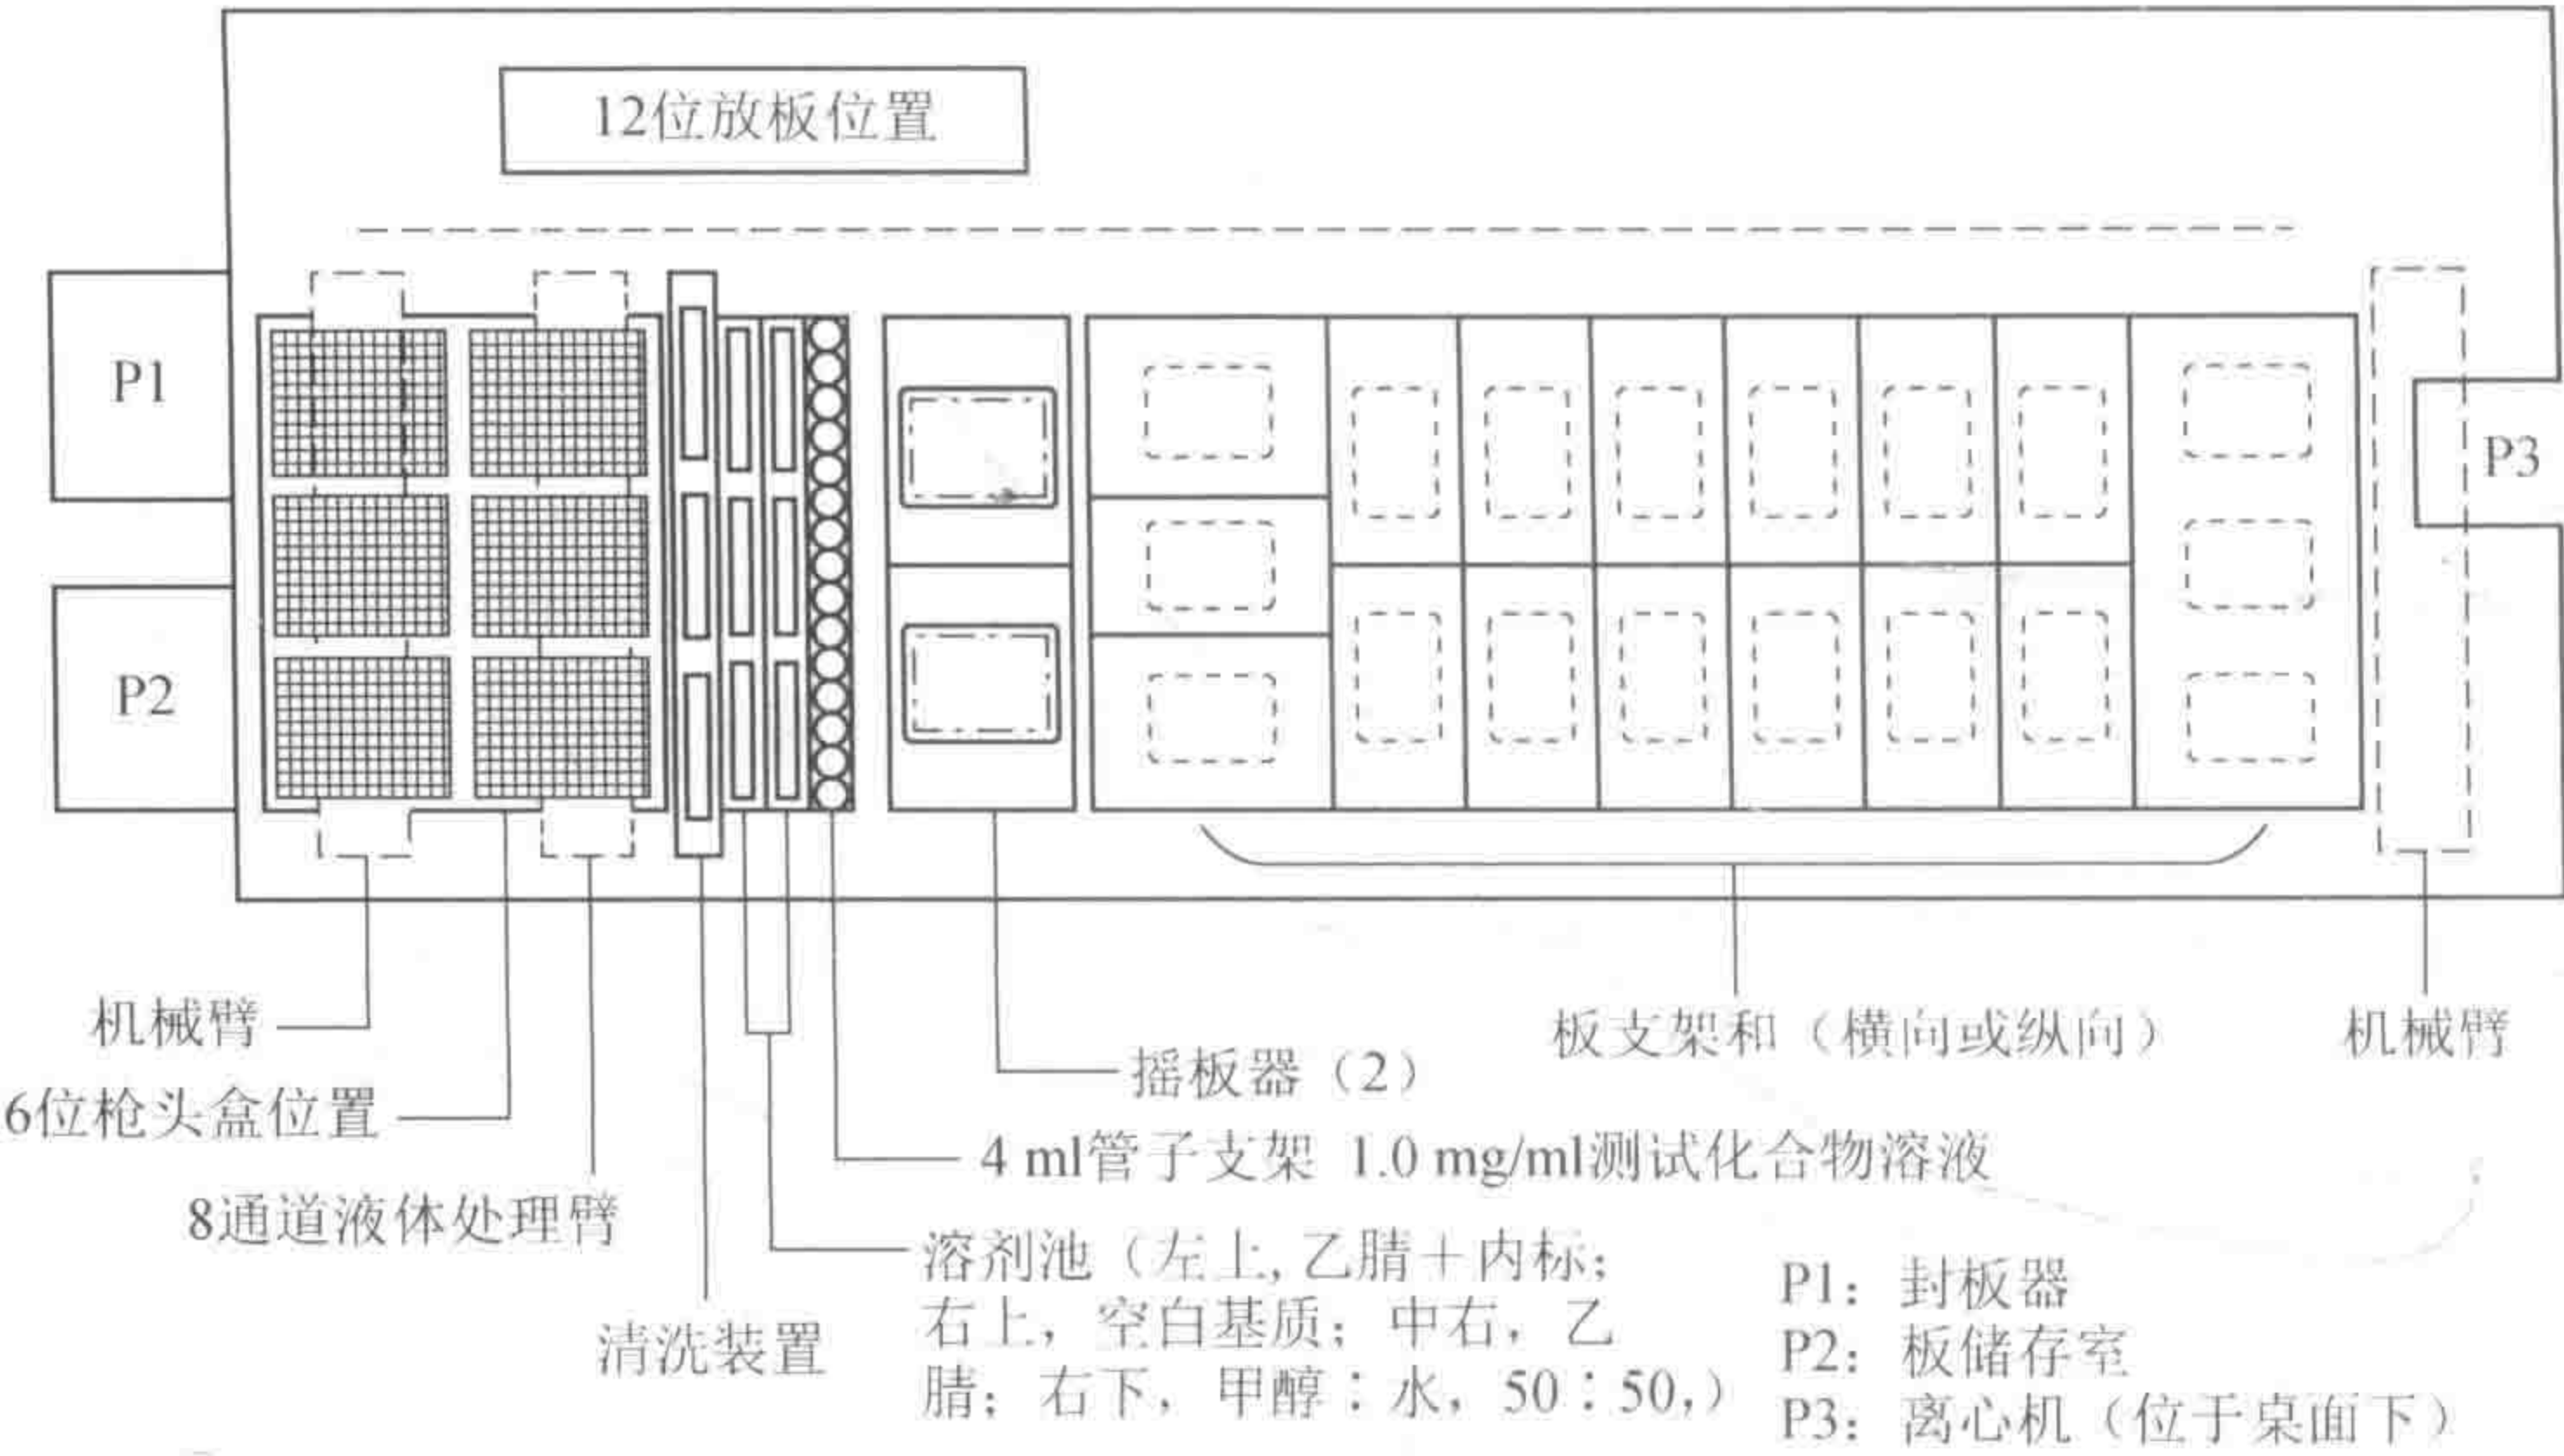 12位放板位置
P1
P2
P3
机械臂
板支架和（横向或纵向）
机械臂
摇板器（2）
6位枪头盒位置
4 ml管子支架 1.0 mg/ml测试化合物溶液
8通道液体处理臂
溶剂池（左上, 乙腈＋内标；
右上，空白基质；中右，乙
腈；右下，甲醇∶水，50∶50,）
清洗装置
P1：封板器
P2：板储存室
P3：离心机（位于桌面下）